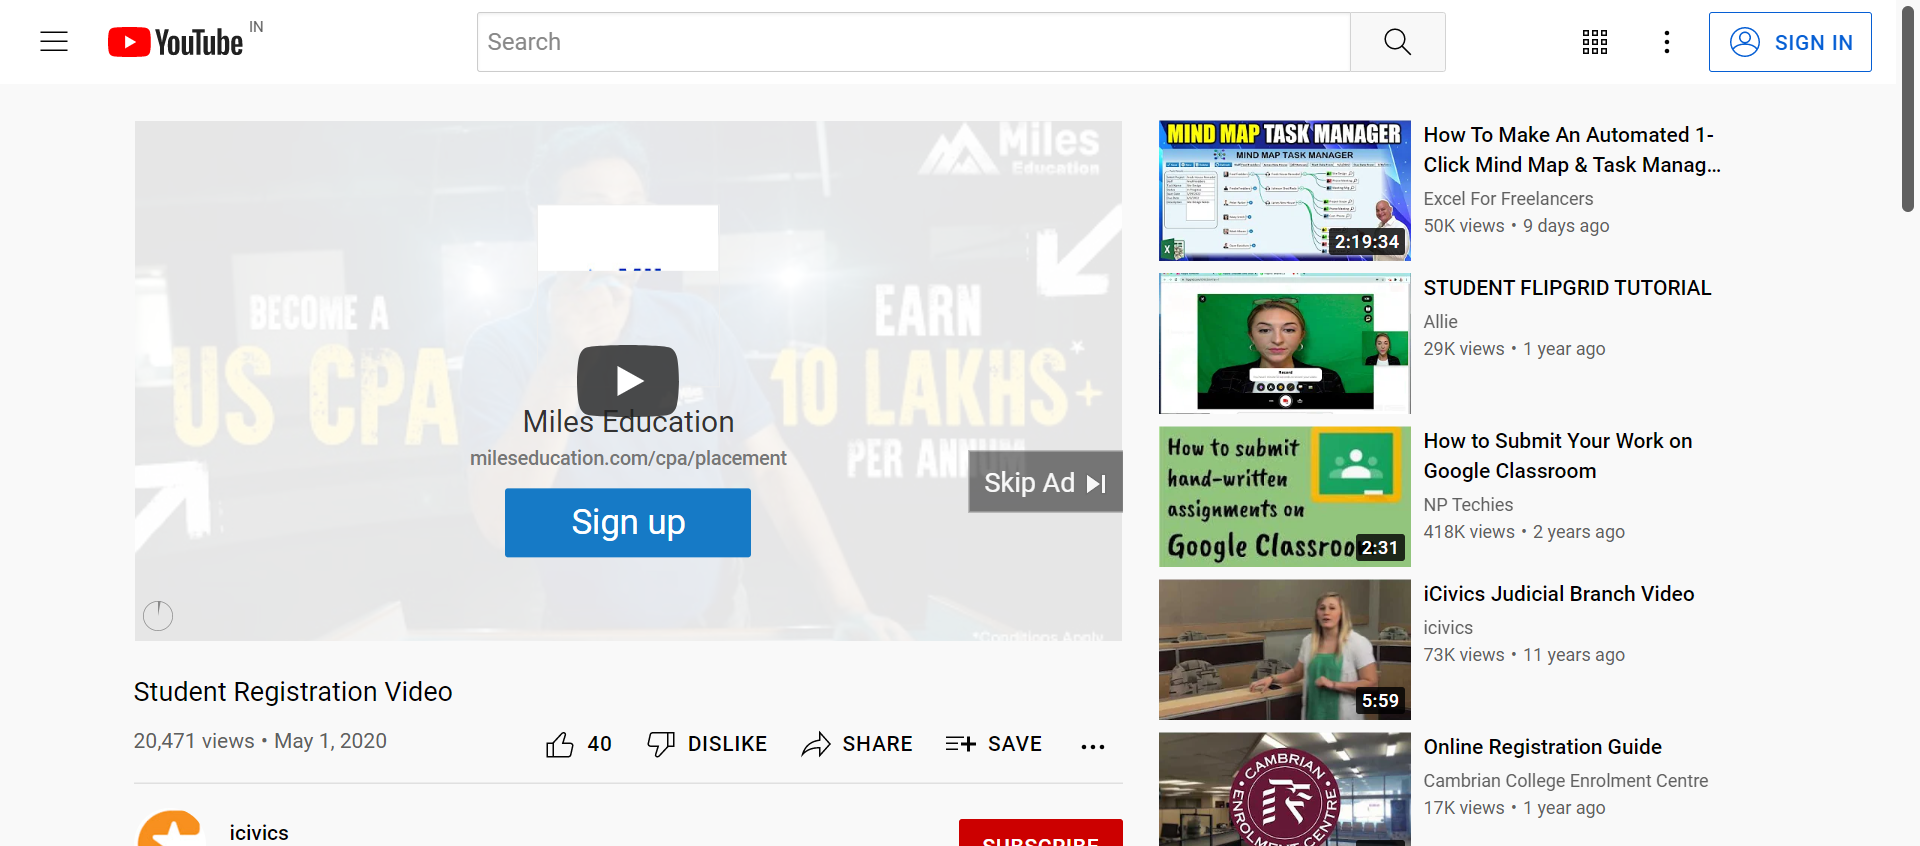 YouTube IN
Search
SIGN IN
Miles
Education
BECOME A
US CPA
EARN
10 LAKHS*+
PER ANNUM
Miles Education
mileseducation.com/cpa/placement
Skip Ad
Sign up
*Conditions Apply
Student Registration Video
20,471 views • May 1, 2020
40
DISLIKE
SHARE
SAVE
icivics
SUBSCRIBE
MIND MAP TASK MANAGER
MIND MAP TASK MANAGER
2:19:34
How To Make An Automated 1-
Click Mind Map & Task Manag...
Excel For Freelancers
50K views • 9 days ago
STUDENT FLIPGRID TUTORIAL
Allie
29K views • 1 year ago
How to submit
hand-written
assignments on
Google Classroo
2:31
How to Submit Your Work on
Google Classroom
NP Techies
418K views • 2 years ago
5:59
iCivics Judicial Branch Video
icivics
73K views • 11 years ago
CAMBRIAN
ENROLMENT CENTRE
Online Registration Guide
Cambrian College Enrolment Centre
17K views • 1 year ago